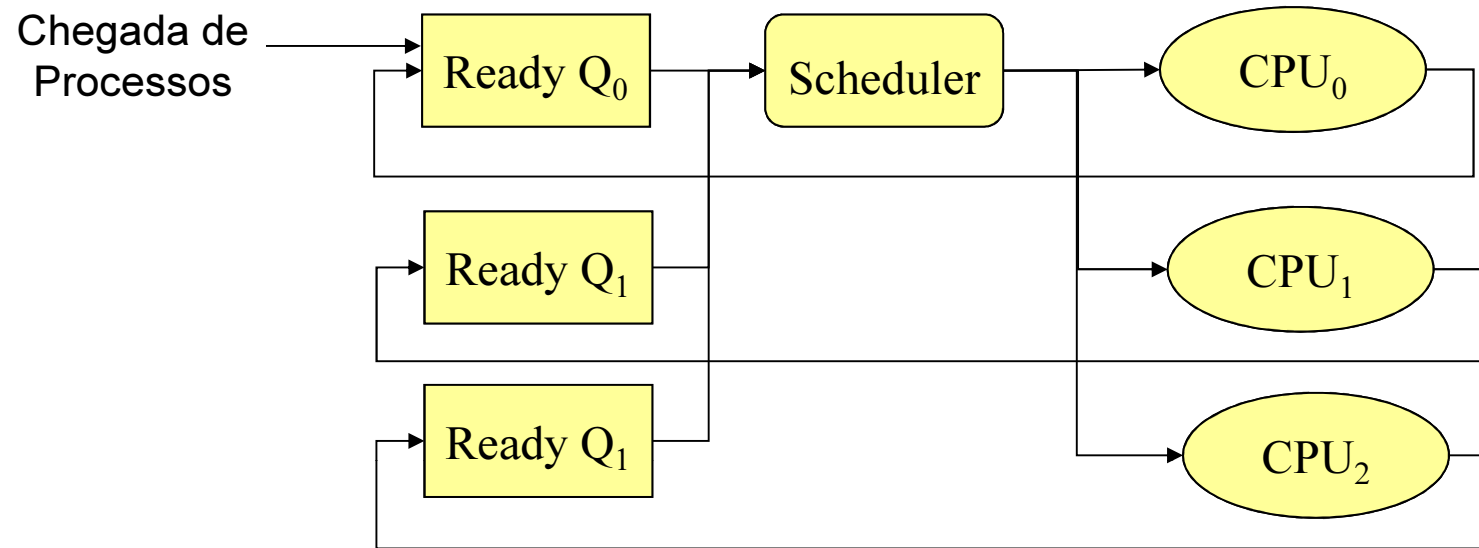 Chegada de
Processos
Ready Q₀
Scheduler
CPU₀
Ready Q₁
CPU₁
Ready Q₁
CPU₂